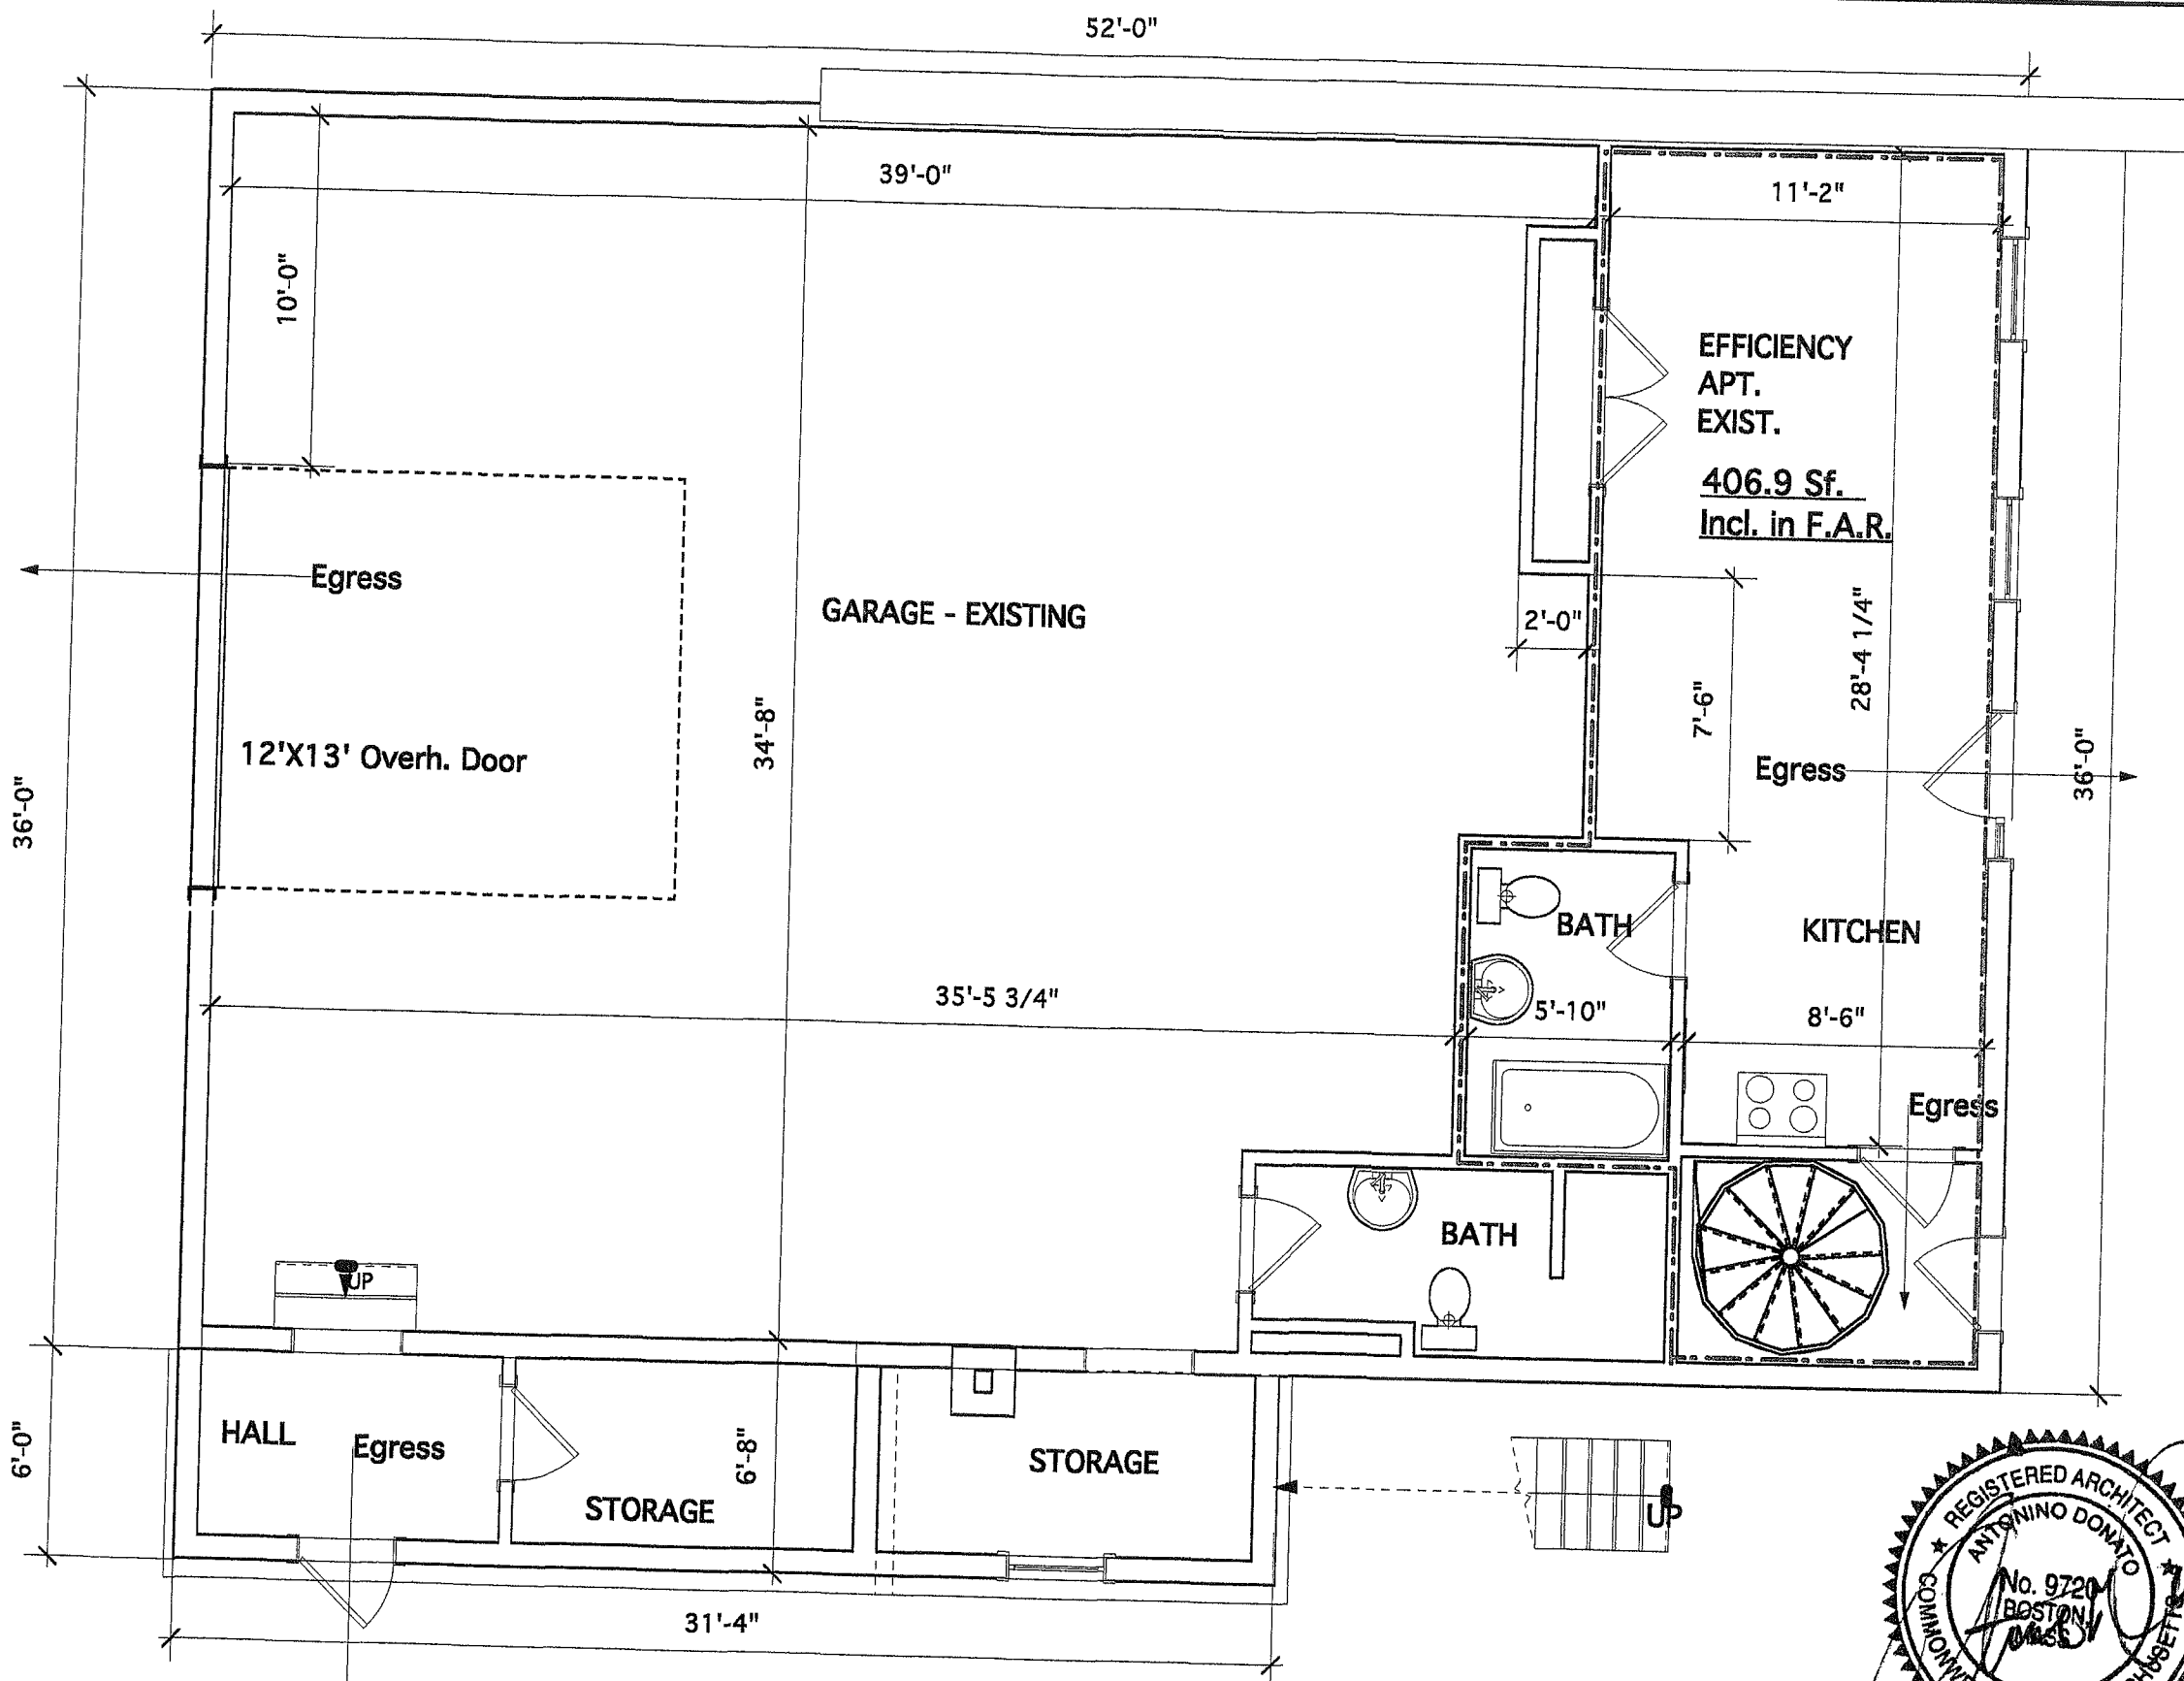 52'-0"
39'-0"
11'-2"
10'-0"
EFFICIENCY
APT.
EXIST.
406.9 Sf.
Incl. in F.A.R.
Egress
GARAGE - EXISTING
2'-0"
28'-4 1/4"
7'-6"
34'-8"
12'X13' Overh. Door
Egress
36'-0"
36'-0"
BATH
KITCHEN
35'-5 3/4"
5'-10"
8'-6"
Egress
BATH
UP
HALL
Egress
6'-0"
6'-8"
STORAGE
STORAGE
UP
31'-4"
REGISTERED ARCHITECT
ANTONINO DONATO
No. 9720
BOSTON
MASS